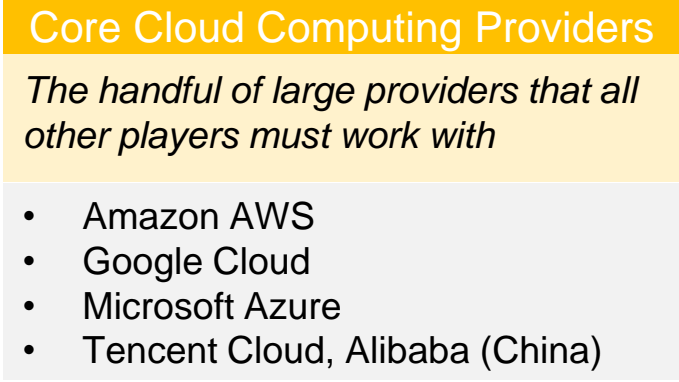 Core Cloud Computing Providers
The handful of large providers that all
other players must work with
• Amazon AWS
• Google Cloud
• Microsoft Azure
• Tencent Cloud, Alibaba (China)